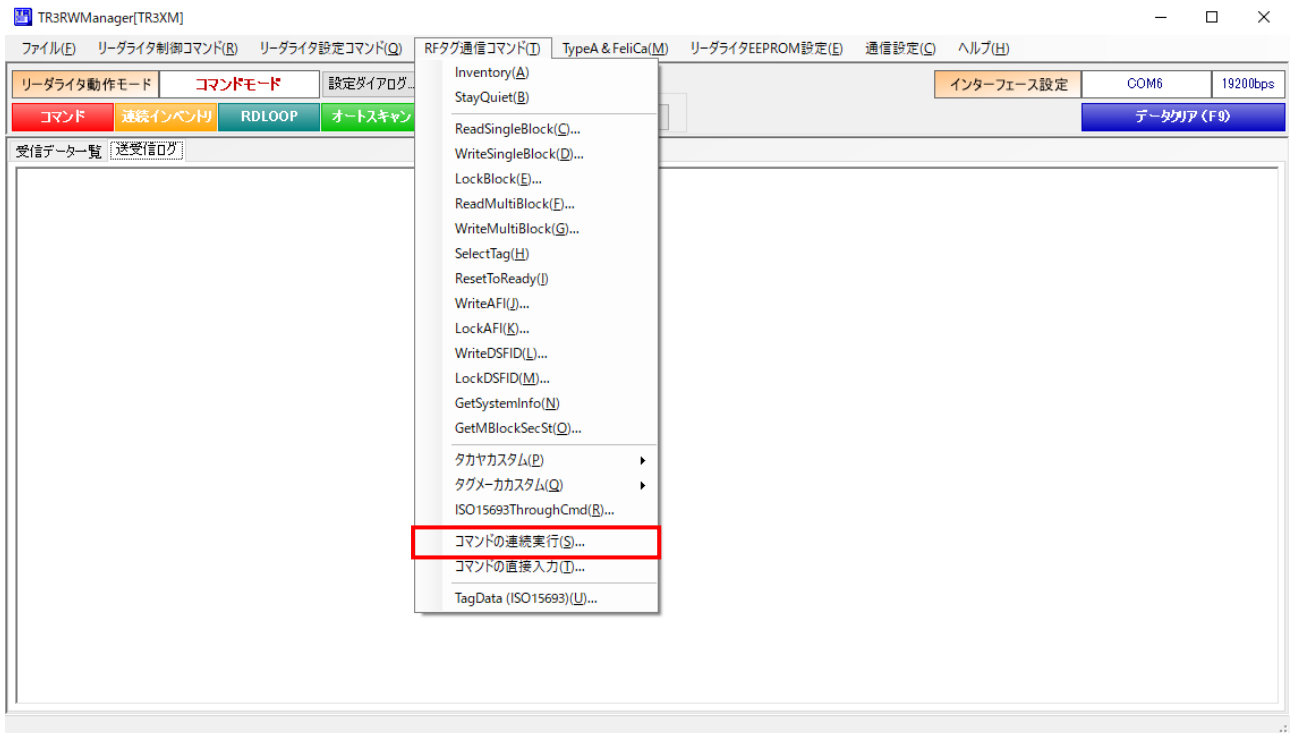 TR3RWManager[TR3XM]
ファイル(F) リーダライタ制御コマンド(R) リーダライタ設定コマンド(Q) RFタグ通信コマンド(T) TypeA & FeliCa(M) リーダライタEEPROM設定(E) 通信設定(C) ヘルプ(H)
リーダライタ動作モード コマンドモード 設定ダイアログ... インターフェース設定 COM6 19200bps
コマンド 連続インベントリ RDLOOP オートスキャン データクリア(F9)
受信データ一覧 送受信ログ
Inventory(A)
StayQuiet(B)
ReadSingleBlock(C)...
WriteSingleBlock(D)...
LockBlock(E)...
ReadMultiBlock(F)...
WriteMultiBlock(G)...
SelectTag(H)
ResetToReady(I)
WriteAFI(J)...
LockAFI(K)...
WriteDSFID(L)...
LockDSFID(M)...
GetSystemInfo(N)
GetMBlockSecSt(O)...
タカヤカスタム(P)
タグメーカカスタム(Q)
ISO15693ThroughCmd(R)...
コマンドの連続実行(S)...
コマンドの直接入力(T)...
TagData (ISO15693)(U)...